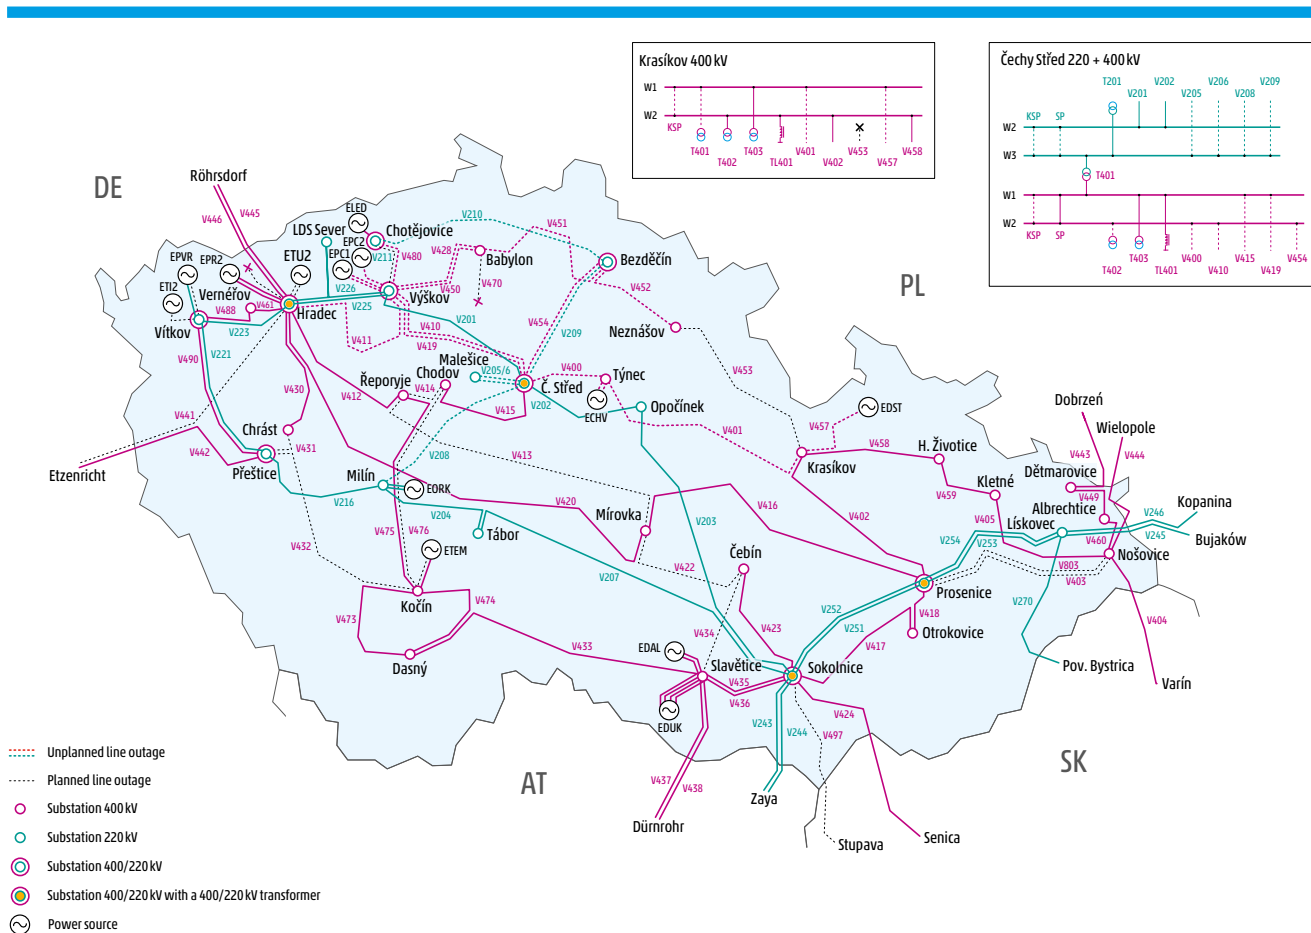 Krasíkov 400 kV
W1
W2
KSP
T401
T402
T403
TL401
V401
V402
V453
V457
V458
Čechy Střed 220 + 400 kV
T201
V201
V202
V205
V206
V208
V209
KSP
SP
W2
W3
T401
W1
W2
KSP
SP
T402
T403
TL401
V400
V410
V415
V419
V454
DE
PL
AT
SK
Röhrsdorf
V446
V445
ELED
LDS Sever
Chotějovice
EPC2
EPC1
V211
V210
V480
V428
Babylon
V451
Bezděčín
EPVR
EPR2
ETU2
ETI2
Verněřov
V488
V461
Hradec
V226
V225
Výškov
V450
V470
V452
Vítkov
V223
V411
V410
V419
V201
V454
V209
Neznášov
V490
V221
V430
V412
Řeporyje
Chodov
V414
Malešice
V205/6
Č. Střed
V400
Týnec
ECHV
V453
V415
V202
Opočínek
EDST
V457
V441
Chrást
V431
V442
Přeštice
Etzenricht
V413
V401
Krasíkov
V458
H. Životice
Dobrzeń
Wielopole
V443
V444
Dětmarovice
V449
Albrechtice
Kopanina
V246
V245
Bujaków
V208
Milín
EORK
V216
V204
Tábor
V420
V416
Mírovka
V203
V402
V459
Kletné
V405
Lískovec
V254
V253
V460
Nošovice
V803
V403
V432
V475
V476
ETEM
Kočín
V207
V422
Čebín
Prosenice
V418
Otrokovice
V270
V404
V473
V474
Dasný
V433
V434
EDAL
Slavětice
V423
V252
V251
V417
Sokolnice
Pov. Bystrica
Varín
EDUK
V435
V436
V243
V244
V424
V497
V437
V438
Dürnrohr
Zaya
Stupava
Senica
Unplanned line outage
Planned line outage
Substation 400 kV
Substation 220 kV
Substation 400/220 kV
Substation 400/220 kV with a 400/220 kV transformer
Power source